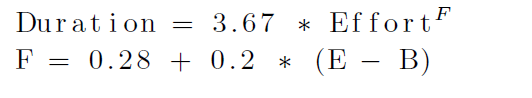 Duration = 3.67 * Effort^F
F = 0.28 + 0.2 * (E − B)